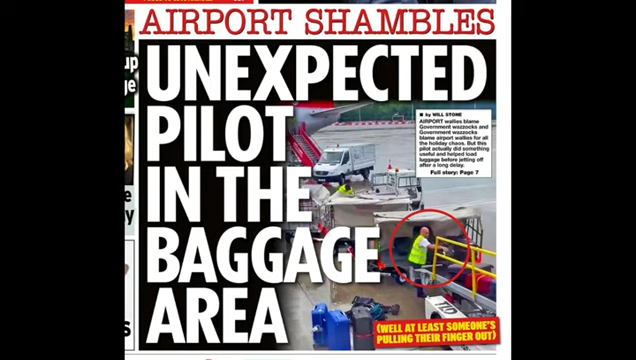 AIRPORT SHAMBLES
UNEXPECTED
PILOT
IN THE
BAGGAGE
AREA
by WILL STONE
AIRPORT wallies blame
Government wazzocks and
Government wazzocks
blame airport wallies for all
the holiday chaos. But this
pilot actually did something
useful and helped load
luggage before jetting off
after a long delay.
Full story: Page 7
(WELL AT LEAST SOMEONE'S
PULLING THEIR FINGER OUT)